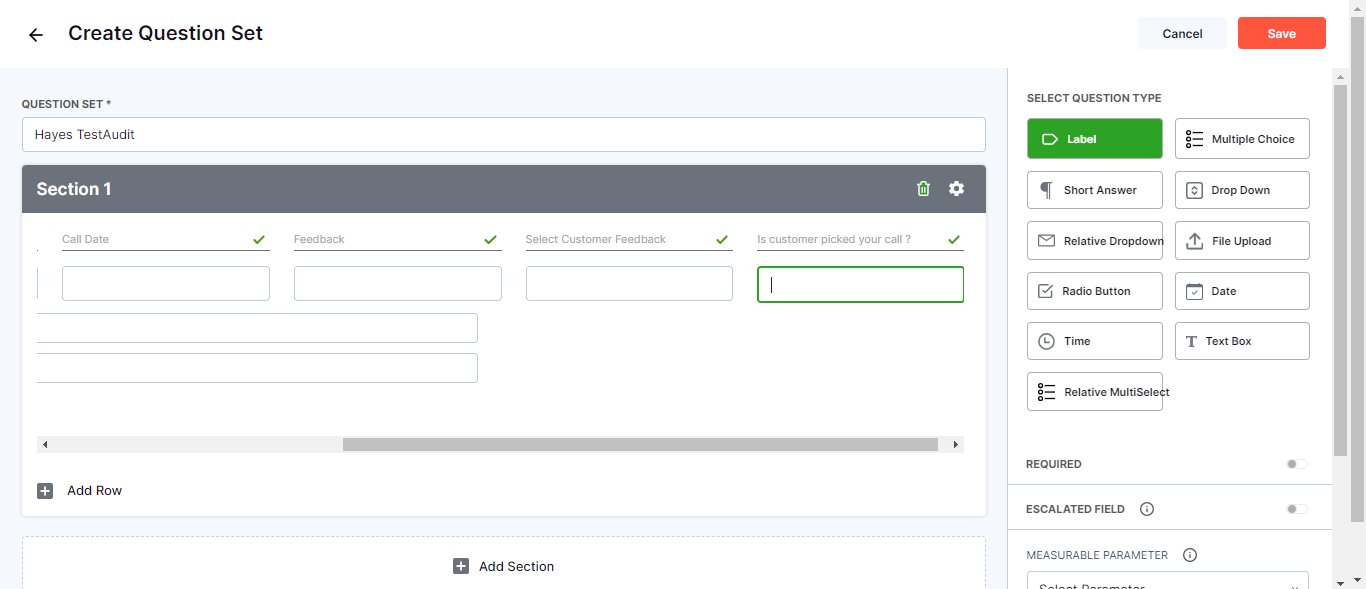 Create Question Set
Cancel
Save
QUESTION SET *
Hayes TestAudit
Section 1
Call Date
Feedback
Select Customer Feedback
Is customer picked your call ?
Add Row
Add Section
SELECT QUESTION TYPE
Label
Multiple Choice
Short Answer
Drop Down
Relative Dropdown
File Upload
Radio Button
Date
Time
Text Box
Relative MultiSelect
REQUIRED
ESCALATED FIELD
MEASURABLE PARAMETER
Select Parameter